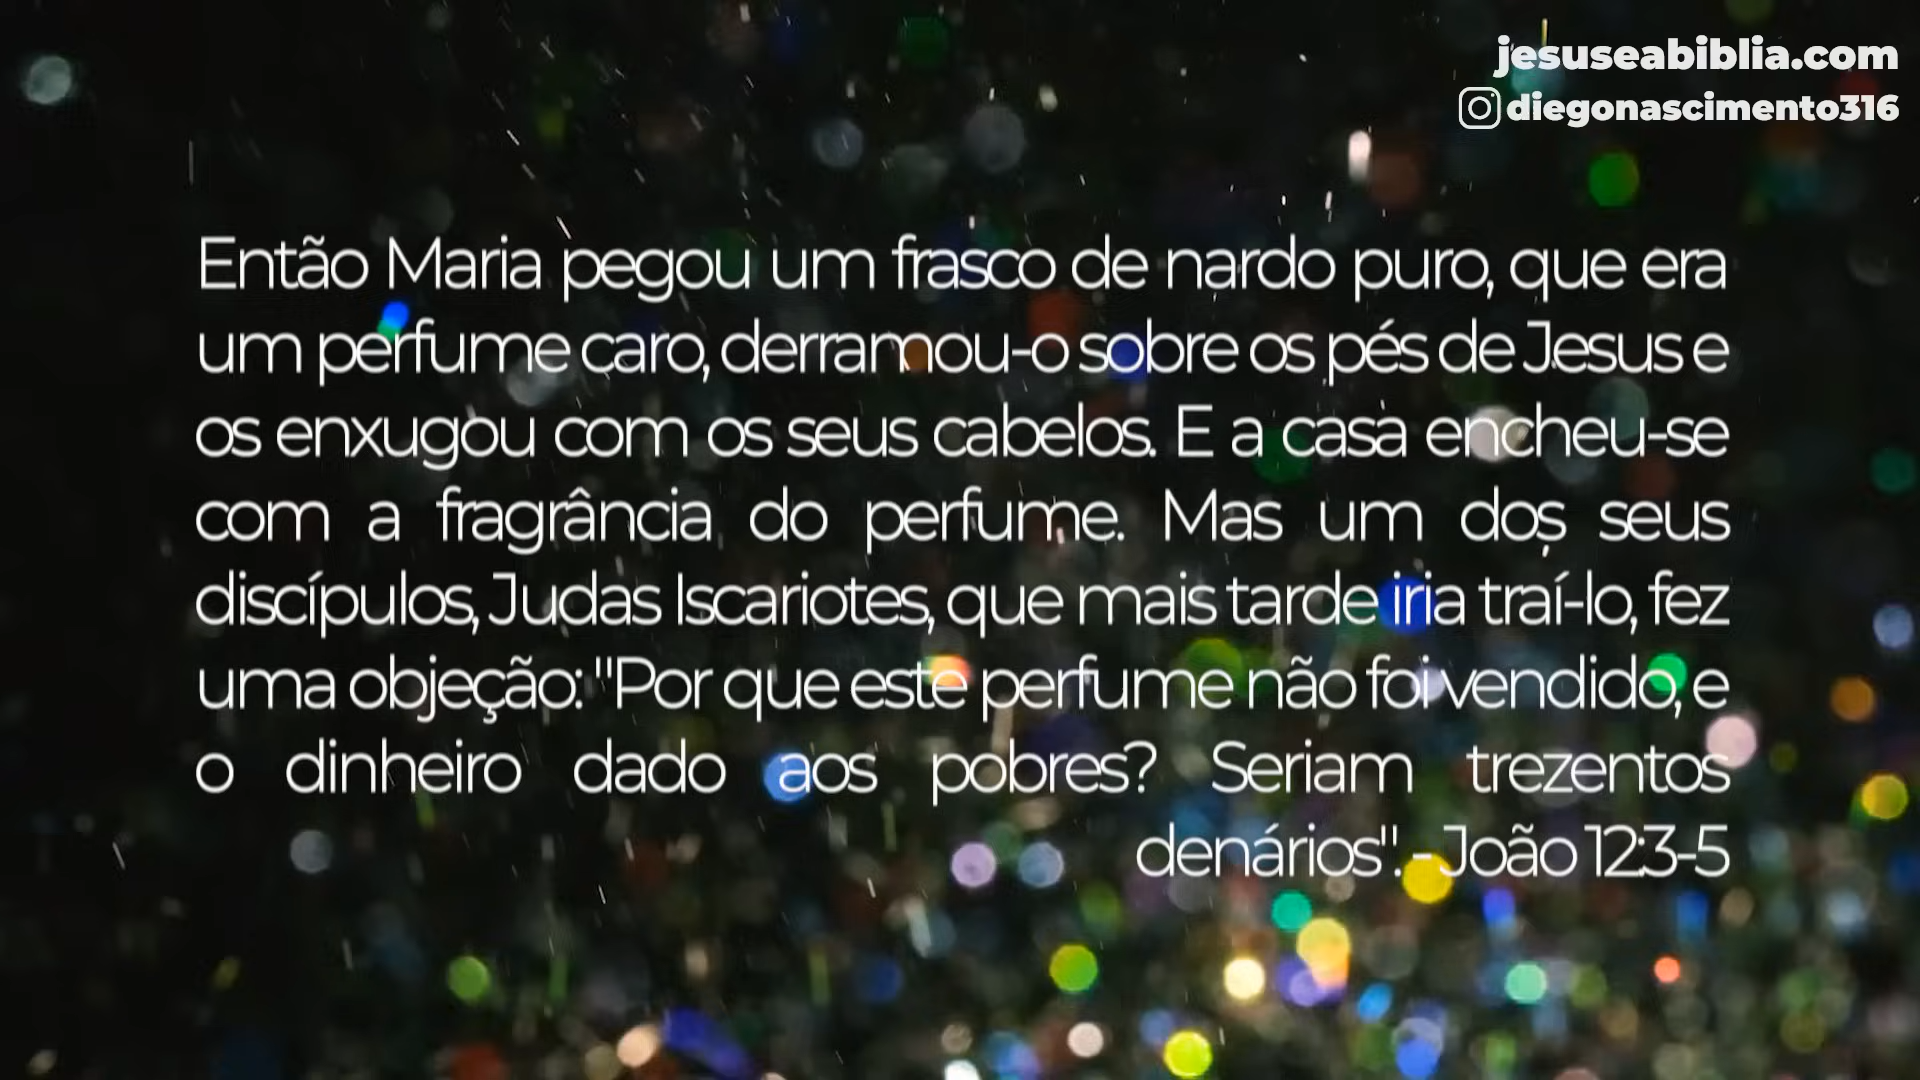 jesuseabiblia.com
diegonascimento316
Então Maria pegou um frasco de nardo puro, que era
um perfume caro, derramou-o sobre os pés de Jesus e
os enxugou com os seus cabelos. E a casa encheu-se
com a fragrância do perfume. Mas um dos seus
discípulos, Judas Iscariotes, que mais tarde iria traí-lo, fez
uma objeção: "Por que este perfume não foi vendido, e
o dinheiro dado aos pobres? Seriam trezentos
denários". - João 12:3-5